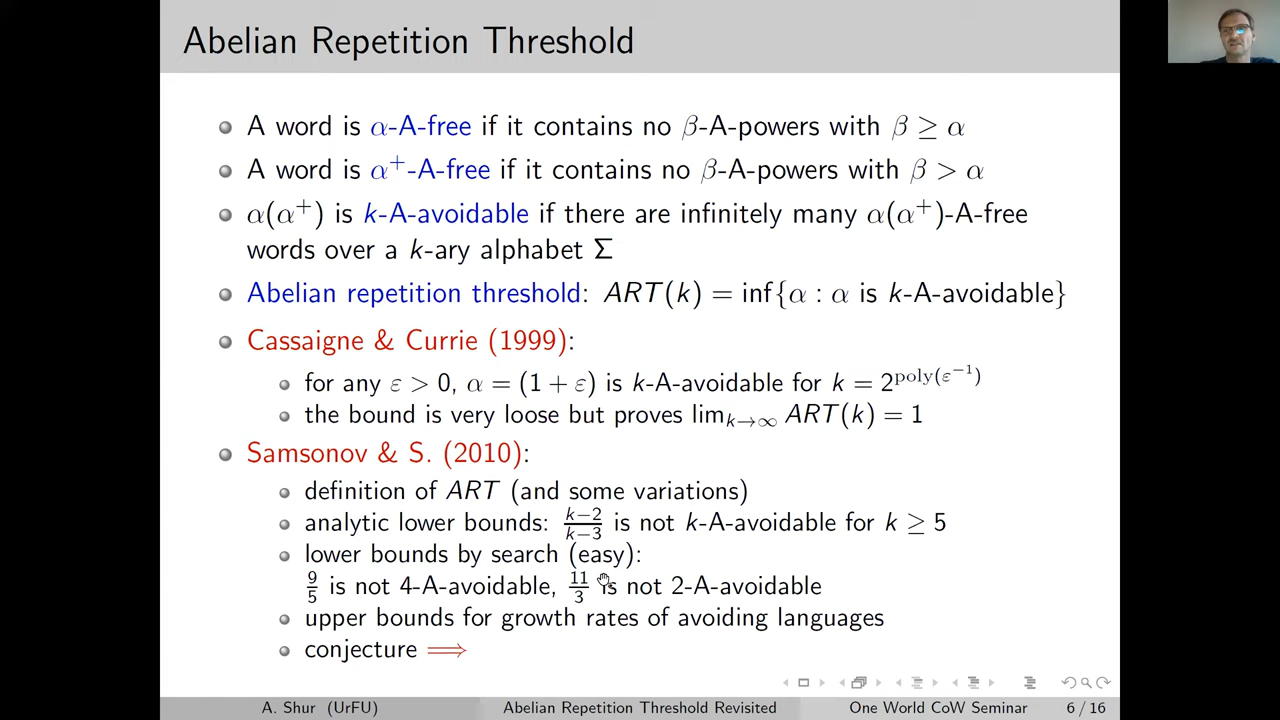 Abelian Repetition Threshold
A word is α-A-free if it contains no β-A-powers with β ≥ α
A word is α⁺-A-free if it contains no β-A-powers with β > α
α(α⁺) is k-A-avoidable if there are infinitely many α(α⁺)-A-free
words over a k-ary alphabet Σ
Abelian repetition threshold: ART(k) = inf{α : α is k-A-avoidable}
Cassaigne & Currie (1999):
for any ε > 0, α = (1 + ε) is k-A-avoidable for k = 2^{poly(ε^{-1})}
the bound is very loose but proves lim_{k→∞} ART(k) = 1
Samsonov & S. (2010):
definition of ART (and some variations)
analytic lower bounds: \frac{k−2}{k−3} is not k-A-avoidable for k ≥ 5
lower bounds by search (easy):
\frac{9}{5} is not 4-A-avoidable, \frac{11}{3} is not 2-A-avoidable
upper bounds for growth rates of avoiding languages
conjecture ⟹
A. Shur (UrFU) Abelian Repetition Threshold Revisited One World CoW Seminar 6 / 16